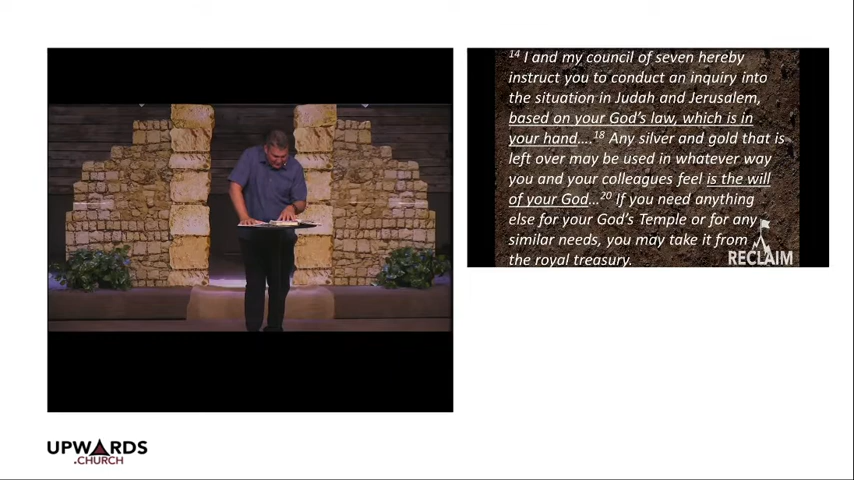 14 I and my council of seven hereby
instruct you to conduct an inquiry into
the situation in Judah and Jerusalem,
based on your God's law, which is in
your hand.... 18 Any silver and gold that is
left over may be used in whatever way
you and your colleagues feel is the will
of your God... 20 If you need anything
else for your God's Temple or for any
similar needs, you may take it from
the royal treasury.
RECLAIM
UPWARDS
.CHURCH